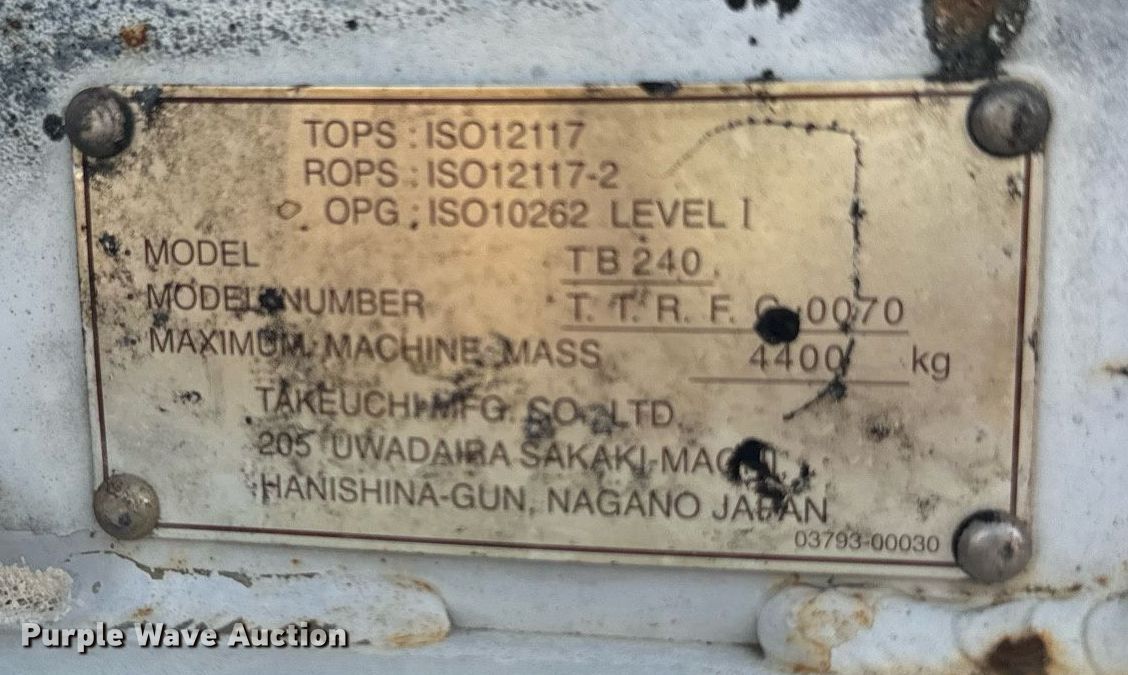 TOPS : ISO12117
ROPS : ISO12117-2
OPG : ISO10262 LEVEL I
MODEL TB240
MODEL NUMBER T. T. R. F. 0070
MAXIMUM MACHINE MASS 4400 kg
TAKEUCHI MFG. CO., LTD.
205 UWADAIRA SAKAKI-MACHI,
HANISHINA-GUN, NAGANO JAPAN
03793-00030
Purple Wave Auction